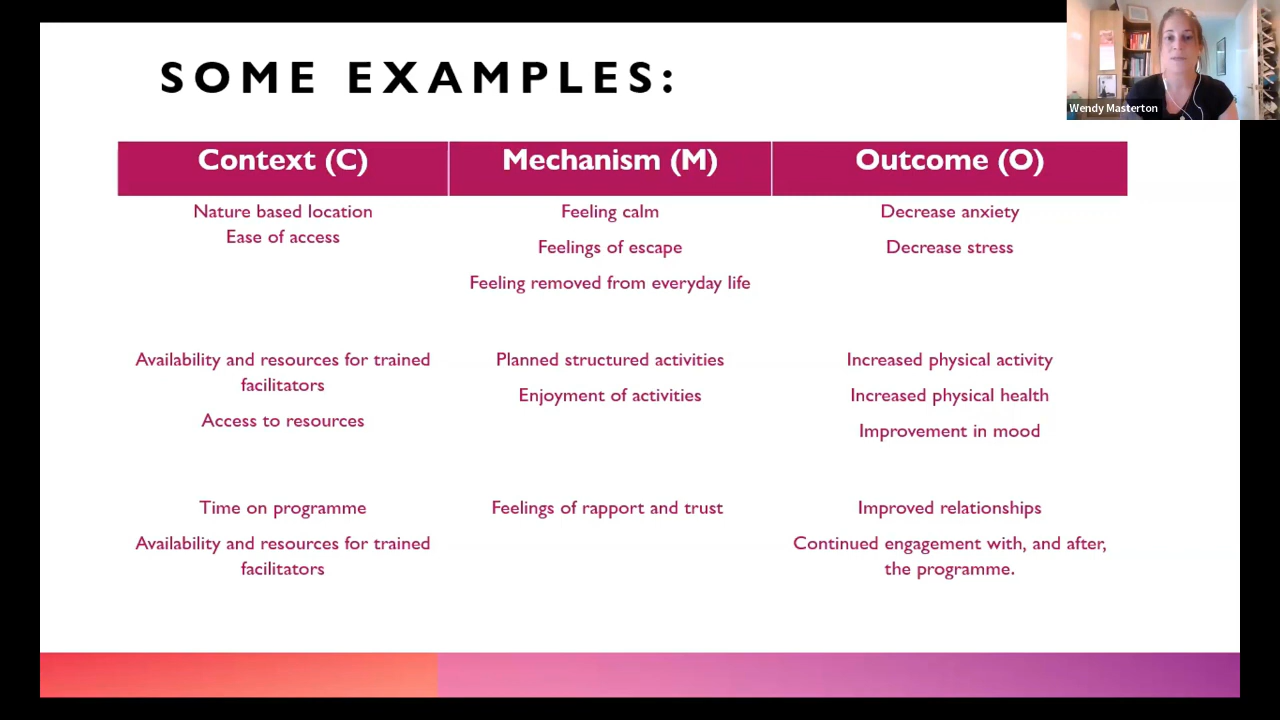 SOME EXAMPLES:
Wendy Masterton
Context (C)
Mechanism (M)
Outcome (O)
Nature based location
Ease of access
Feeling calm
Feelings of escape
Feeling removed from everyday life
Decrease anxiety
Decrease stress
Availability and resources for trained
facilitators
Access to resources
Planned structured activities
Enjoyment of activities
Increased physical activity
Increased physical health
Improvement in mood
Time on programme
Availability and resources for trained
facilitators
Feelings of rapport and trust
Improved relationships
Continued engagement with, and after,
the programme.